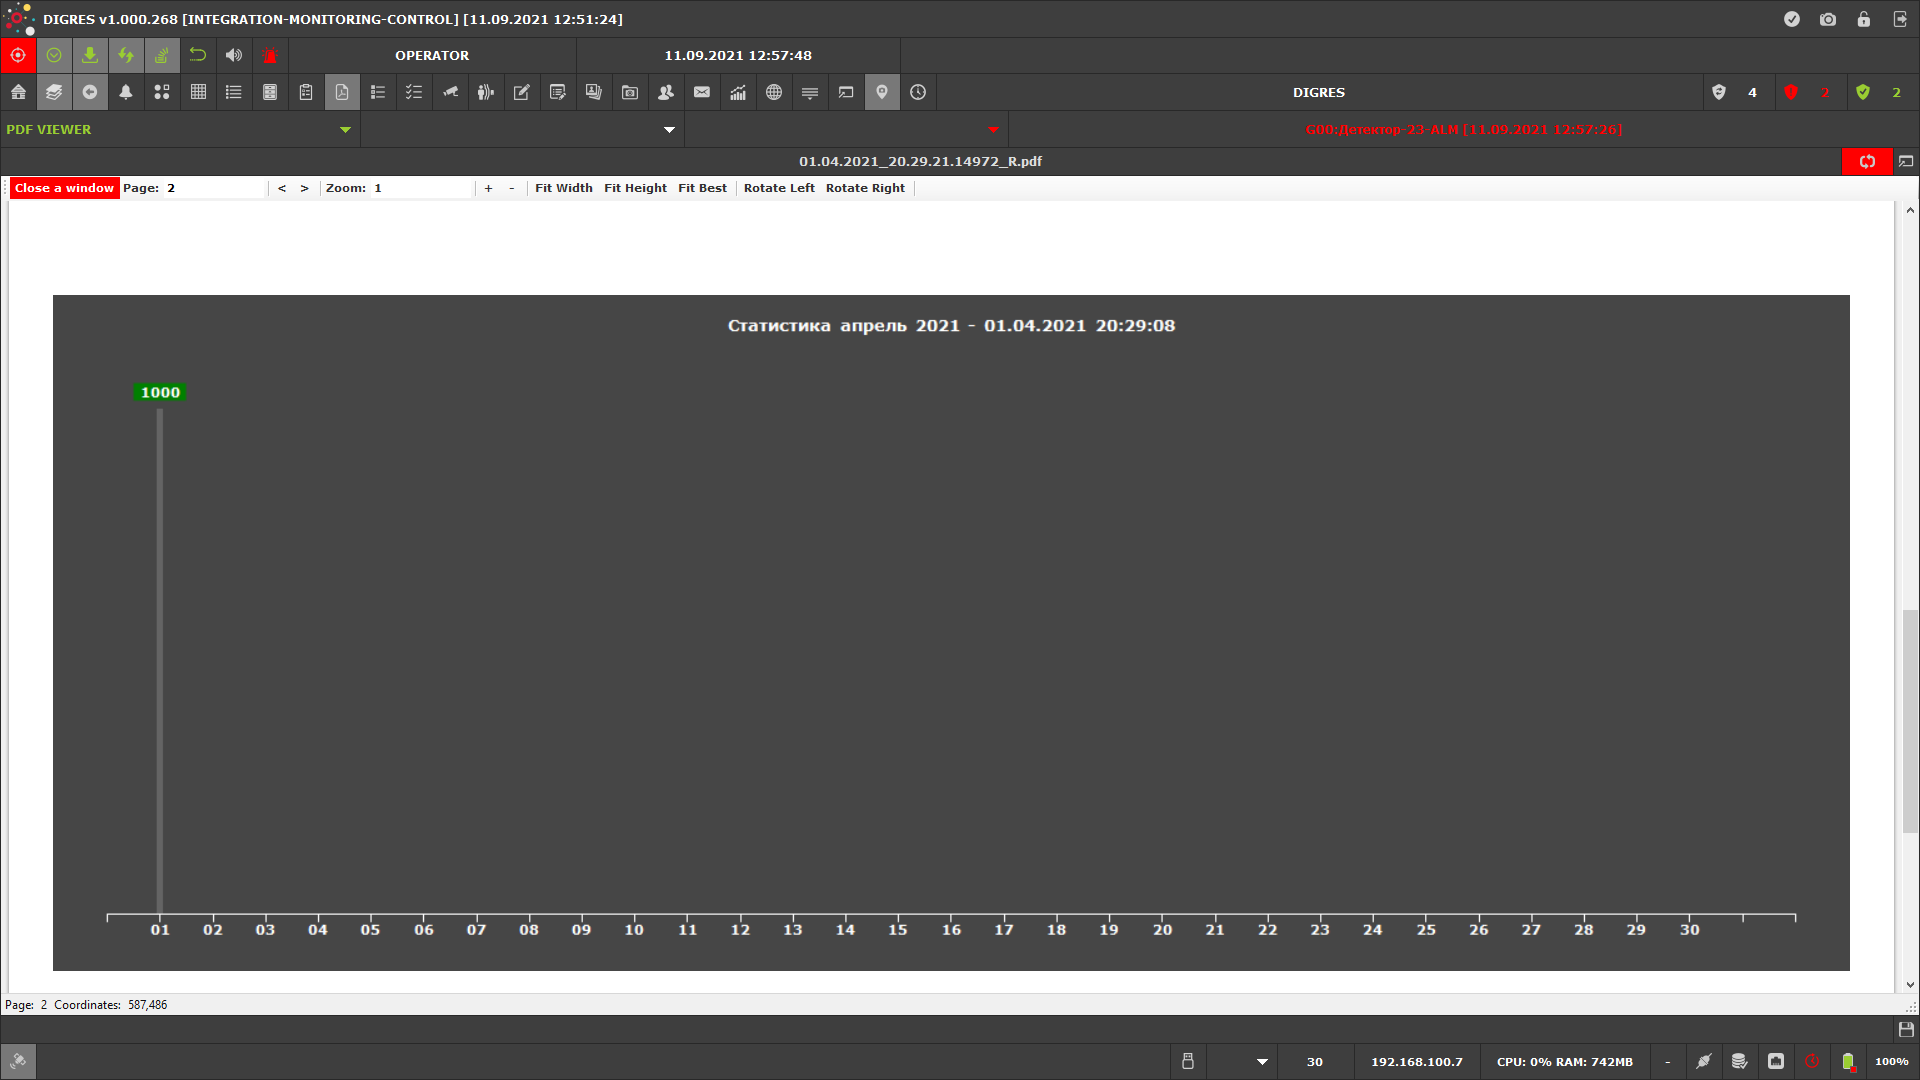 DIGRES v1.000.268 [INTEGRATION-MONITORING-CONTROL] [11.09.2021 12:51:24]
OPERATOR 11.09.2021 12:57:48
DIGRES 4 2 2
PDF VIEWER G00:Детектор-23-ALM [11.09.2021 12:57:26]
01.04.2021_20.29.21.14972_R.pdf
Close a window Page: 2 < > Zoom: 1 + - Fit Width Fit Height Fit Best Rotate Left Rotate Right
Статистика апрель 2021 - 01.04.2021 20:29:08
1000
01 02 03 04 05 06 07 08 09 10 11 12 13 14 15 16 17 18 19 20 21 22 23 24 25 26 27 28 29 30
Page: 2 Coordinates: 587,486
30 192.168.100.7 CPU: 0% RAM: 742MB - 100%